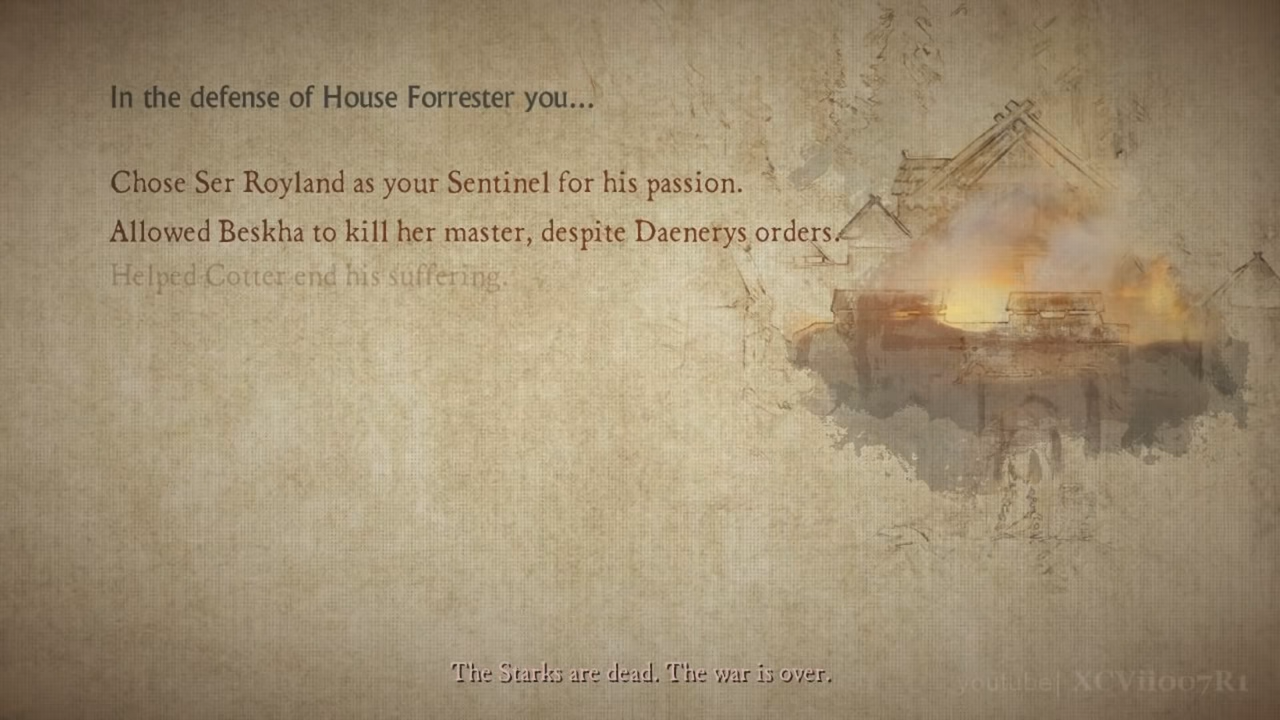 In the defense of House Forrester you...
Chose Ser Royland as your Sentinel for his passion.
Allowed Beskha to kill her master, despite Daenerys orders.
Helped Cotter end his suffering.
The Starks are dead. The war is over.
youtube| XCVii007R1